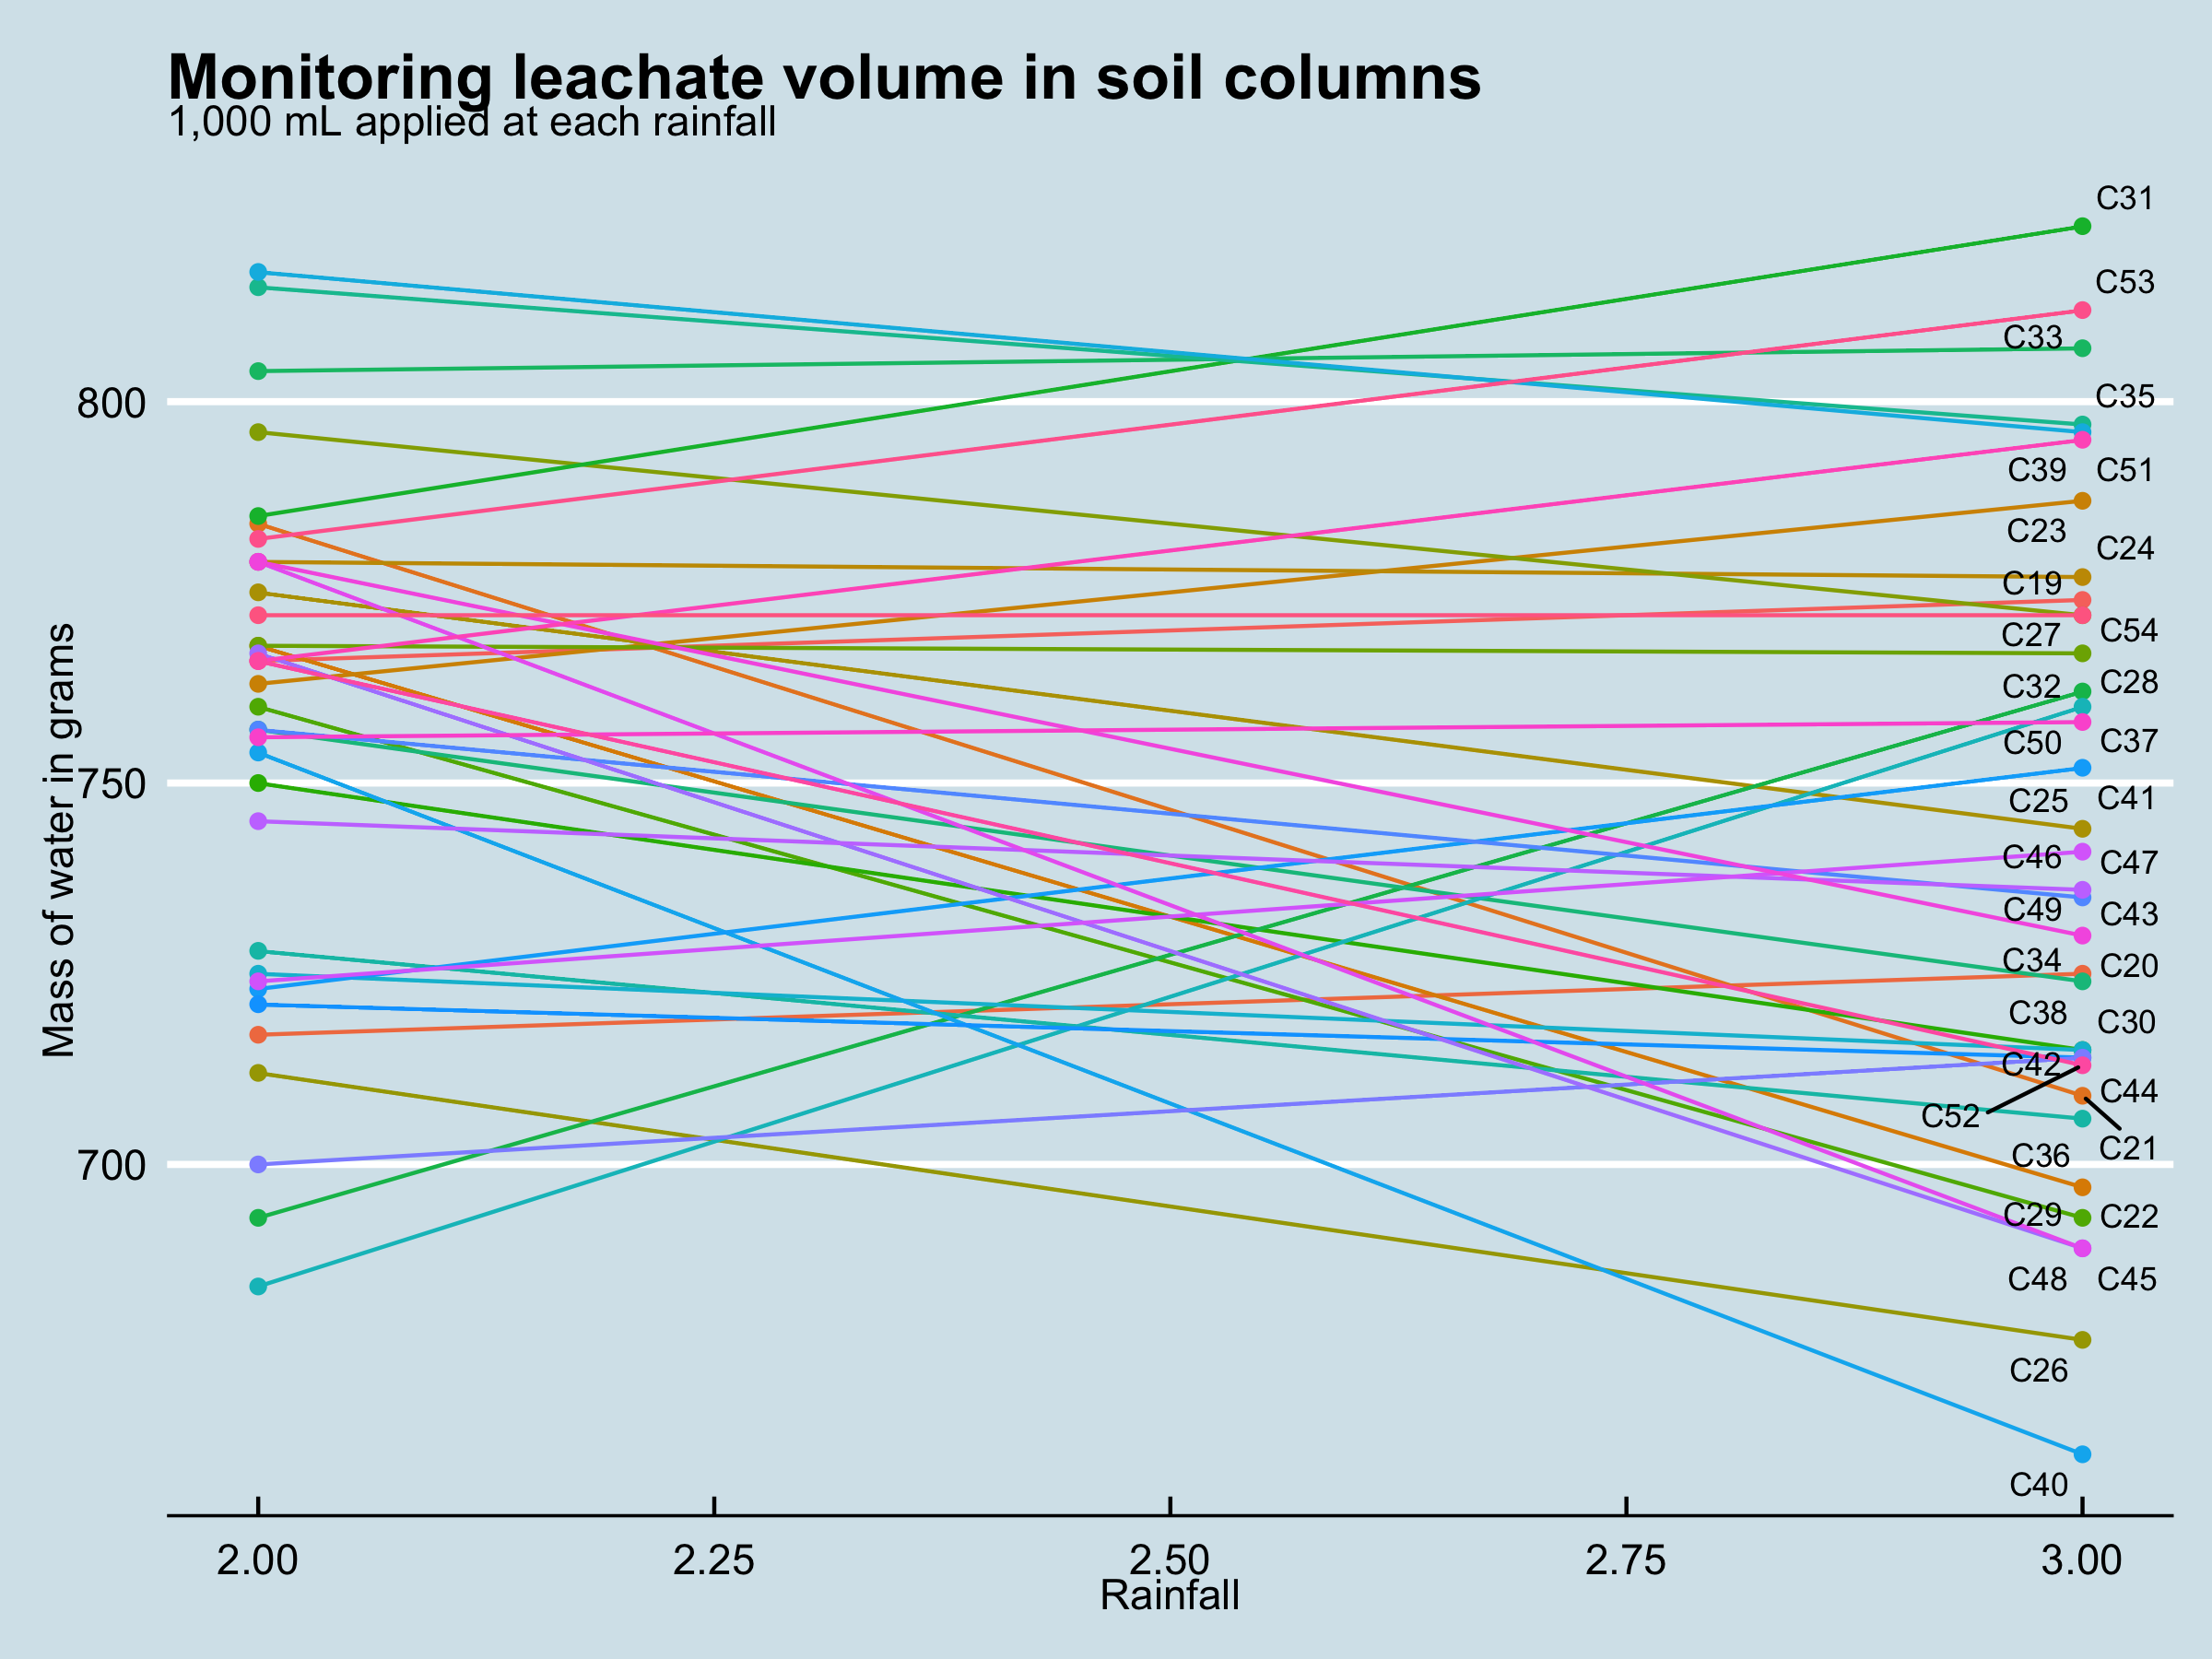 Monitoring leachate volume in soil columns
1,000 mL applied at each rainfall
C31
C53
C33
800
C35
C39 C51
C23
C24
C19
C54
C27
C32 C28
Mass of water in grams
C50 C37
750
C25 C41
C46 C47
C49 C43
C34 C20
C38 C30
C42
C44
C52
C21
700
C36
C29 C22
C48 C45
C26
C40
2.00 2.25 2.50 2.75 3.00
Rainfall